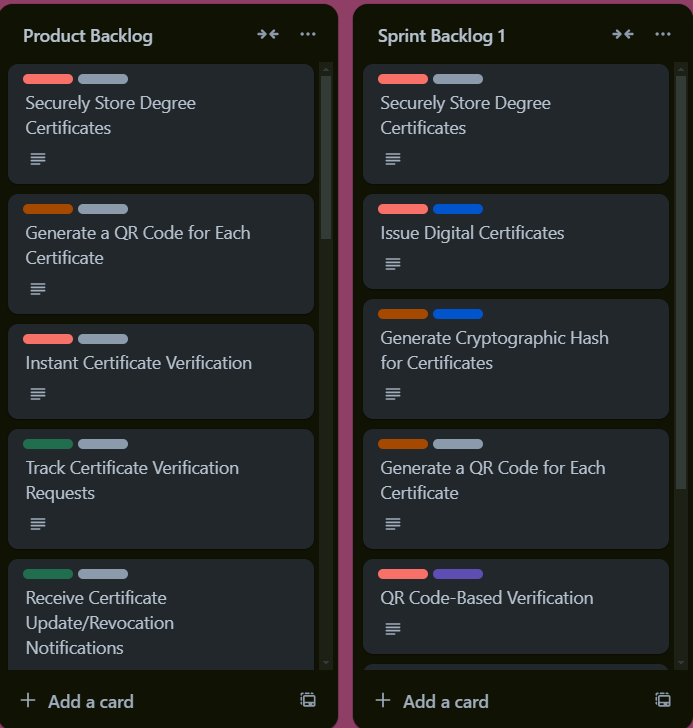 Product Backlog
Securely Store Degree
Certificates
Generate a QR Code for Each
Certificate
Instant Certificate Verification
Track Certificate Verification
Requests
Receive Certificate
Update/Revocation
Notifications
Add a card
Sprint Backlog 1
Securely Store Degree
Certificates
Issue Digital Certificates
Generate Cryptographic Hash
for Certificates
Generate a QR Code for Each
Certificate
QR Code-Based Verification
Add a card